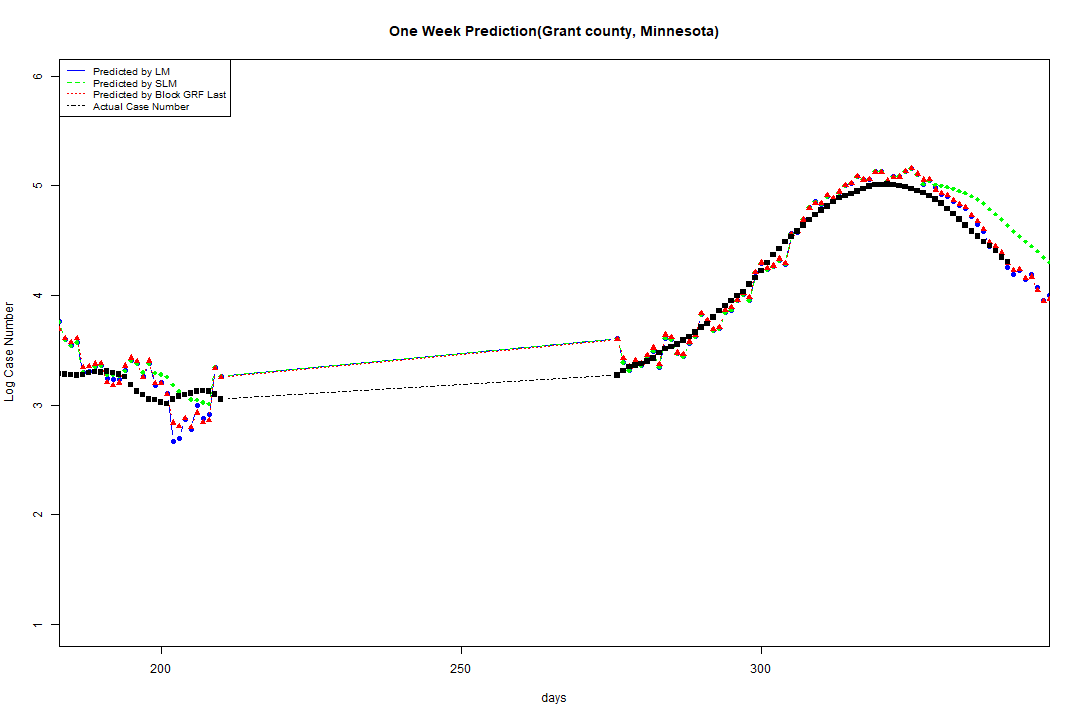 One Week Prediction(Grant county, Minnesota)
Predicted by LM
Predicted by SLM
Predicted by Block GRF Last
Actual Case Number
6
5
4
3
2
1
Log Case Number
200
250
300
days